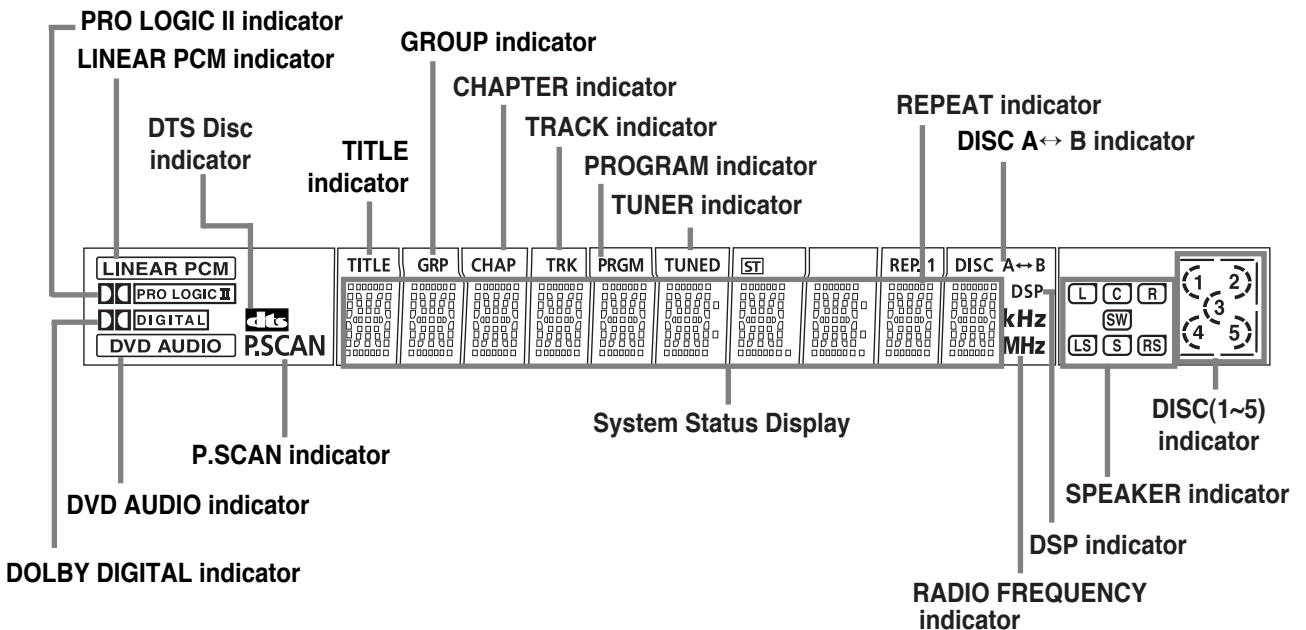 PRO LOGIC II indicator
LINEAR PCM indicator
GROUP indicator
CHAPTER indicator
REPEAT indicator
DTS Disc
indicator
TITLE
indicator
TRACK indicator
DISC A↔ B indicator
PROGRAM indicator
TUNER indicator
LINEAR PCM
PRO LOGIC II
DIGITAL
DVD AUDIO
dts
P.SCAN
TITLE GRP CHAP TRK PRGM TUNED ST REP. 1 DISC A↔B
DSP
kHz
MHz
L C R
SW
LS S RS
1 2
3
4 5
System Status Display
DISC(1~5)
indicator
P.SCAN indicator
SPEAKER indicator
DVD AUDIO indicator
DSP indicator
DOLBY DIGITAL indicator
RADIO FREQUENCY
indicator